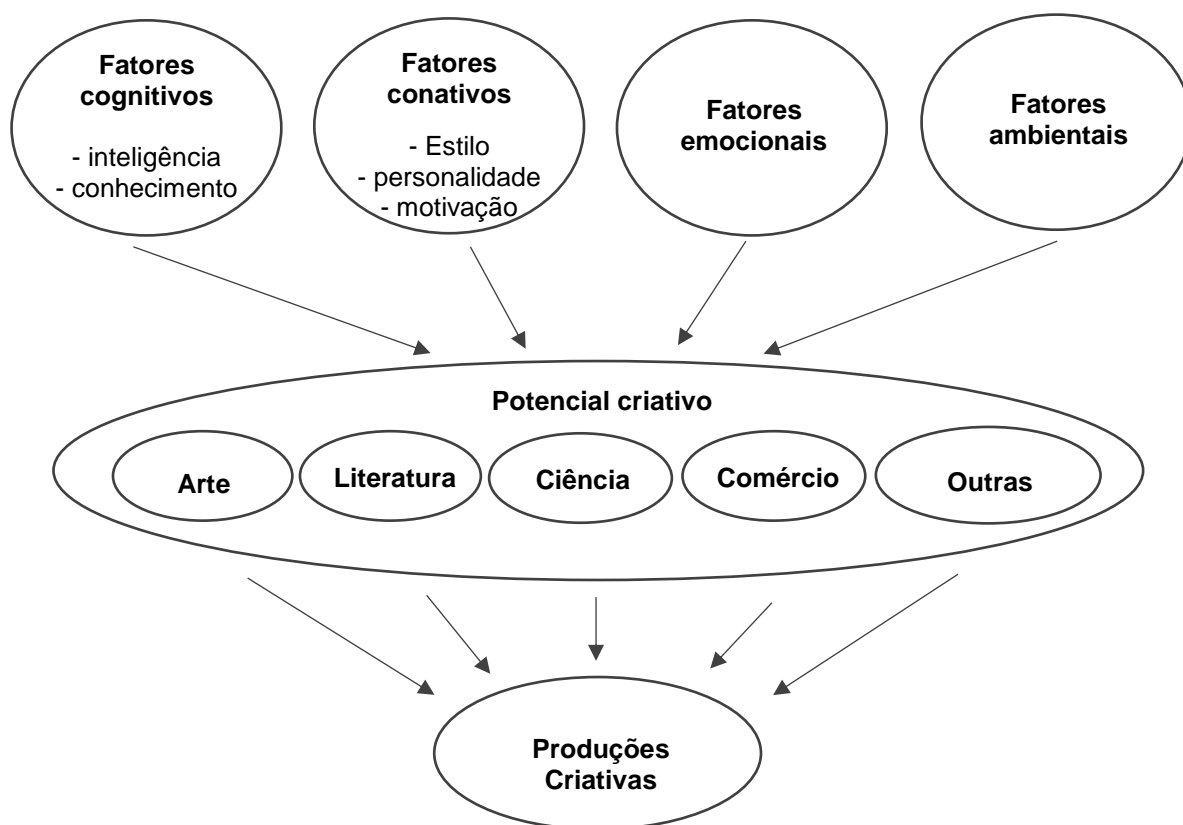 Fatores
cognitivos
- inteligência
- conhecimento
Fatores
conativos
- Estilo
- personalidade
- motivação
Fatores
emocionais
Fatores
ambientais
Potencial criativo
Arte
Literatura
Ciência
Comércio
Outras
Produções
Criativas